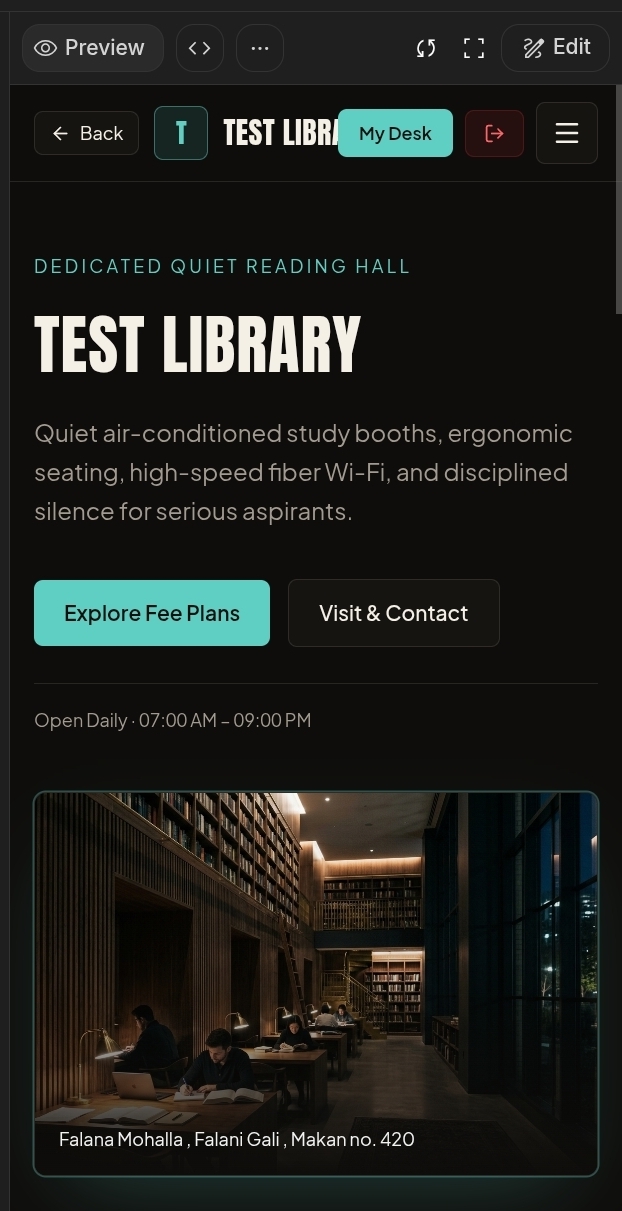 Preview
Edit
Back
T
TEST LIBRA
My Desk
DEDICATED QUIET READING HALL
TEST LIBRARY
Quiet air-conditioned study booths, ergonomic
seating, high-speed fiber Wi-Fi, and disciplined
silence for serious aspirants.
Explore Fee Plans
Visit & Contact
Open Daily · 07:00 AM – 09:00 PM
Falana Mohalla , Falani Gali , Makan no. 420